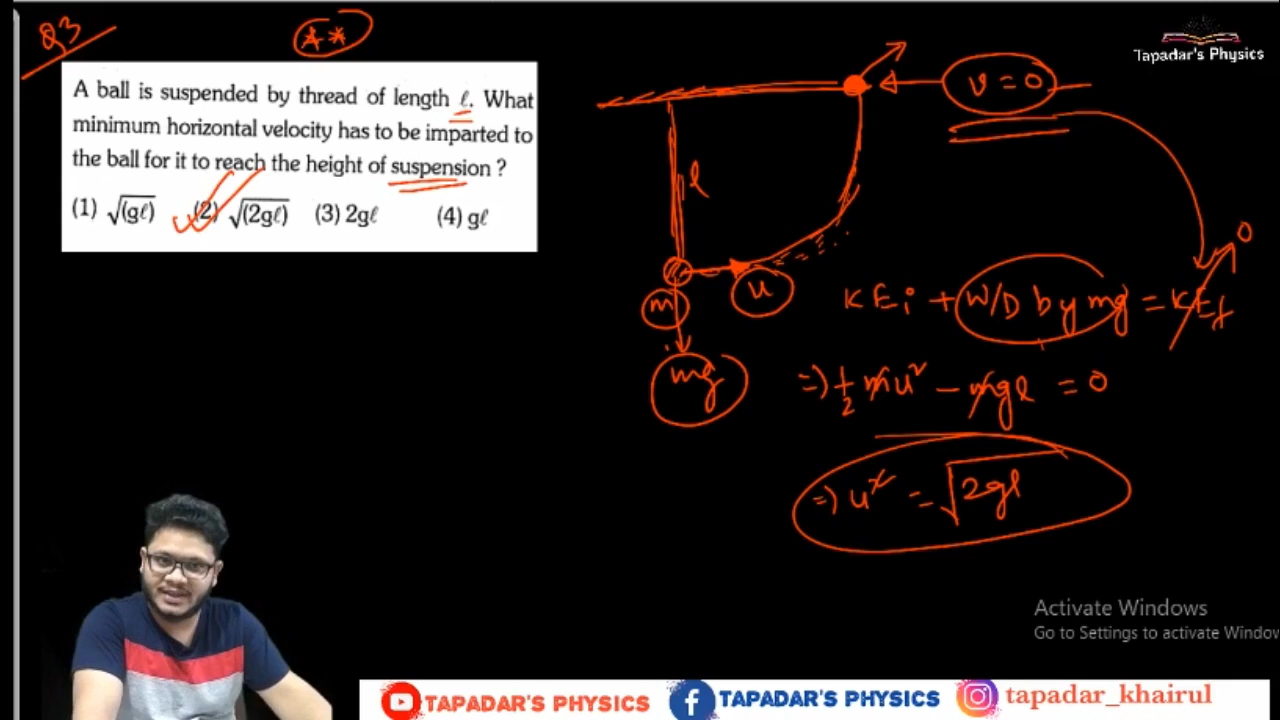 Q3
**
Tapadar's Physics
A ball is suspended by thread of length ℓ. What
minimum horizontal velocity has to be imparted to
the ball for it to reach the height of suspension ?
(1) √(gℓ) (2) √(2gℓ) (3) 2gℓ (4) gℓ
v = 0
l
m
u
mg
KEi + W/D by mg = KEf 0
⇒ 1/2 mu² - mgl = 0
⇒ u² = √2gl
Activate Windows
Go to Settings to activate Window
TAPADAR'S PHYSICS
TAPADAR'S PHYSICS
tapadar_khairul